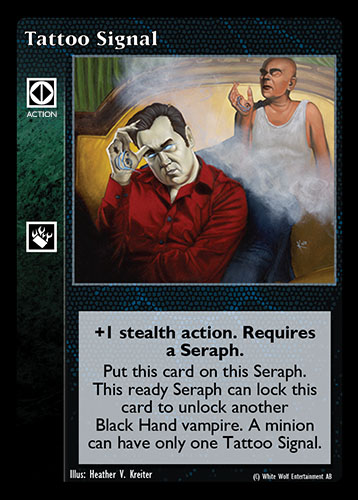 Tattoo Signal
ACTION
+1 stealth action. Requires
a Seraph.
Put this card on this Seraph.
This ready Seraph can lock this
card to unlock another
Black Hand vampire. A minion
can have only one Tattoo Signal.
Illus: Heather V. Kreiter
(C) White Wolf Entertainment AB